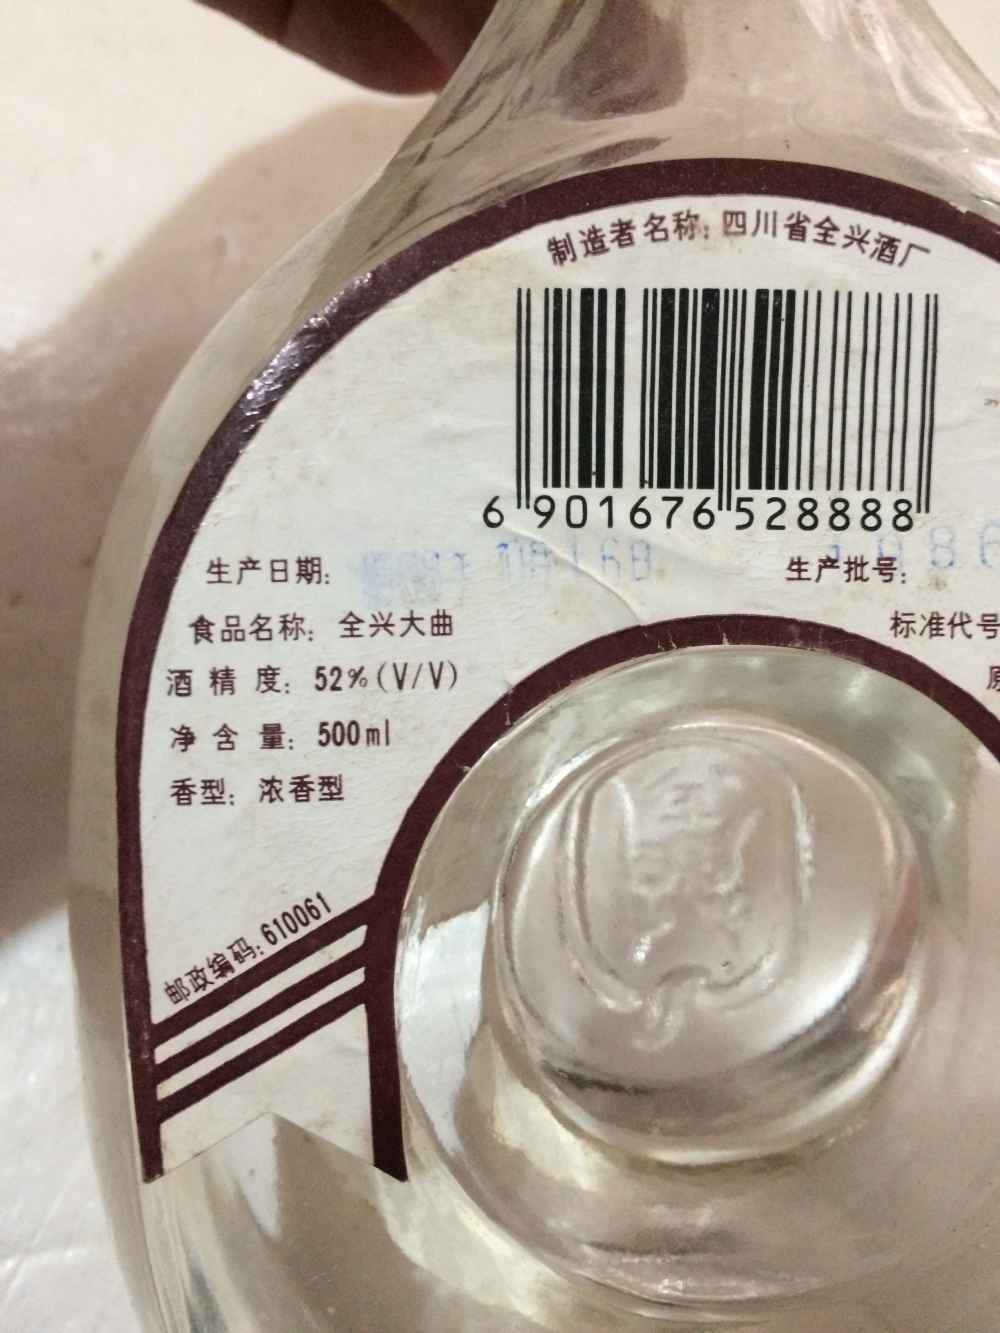 制造者名称：四川省全兴酒厂
6 901676 528888
生产日期：
生产批号：
食品名称：全兴大曲
标准代号
酒精度：52%(V/V)
原
净含量：500ml
香型：浓香型
邮政编码：610061